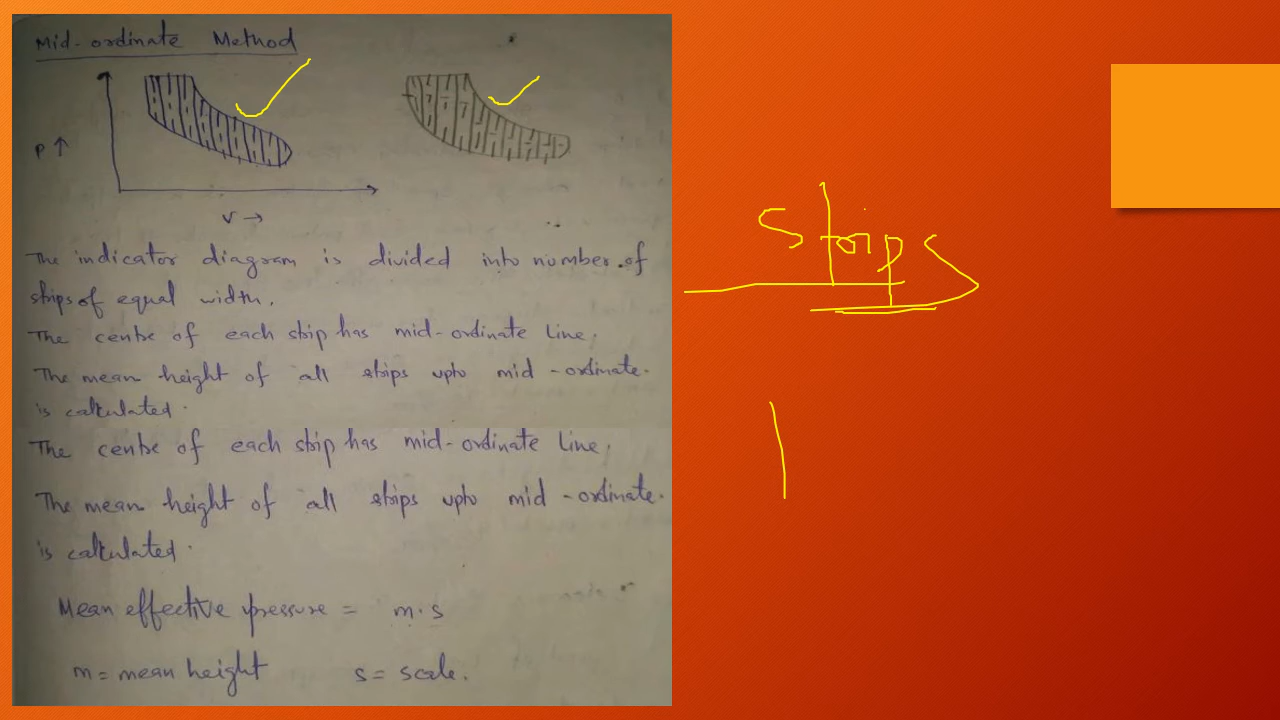 Mid-ordinate Method
P ↑
V →
The indicator diagram is divided into number of
strips of equal width.
The centre of each strip has mid-ordinate line.
The mean height of all strips upto mid-ordinate.
is calculated.
The centre of each strip has mid-ordinate line,
The mean height of all strips upto mid-ordinate.
is calculated.
Mean effective pressure = m.s
m = mean height s = scale.
strips